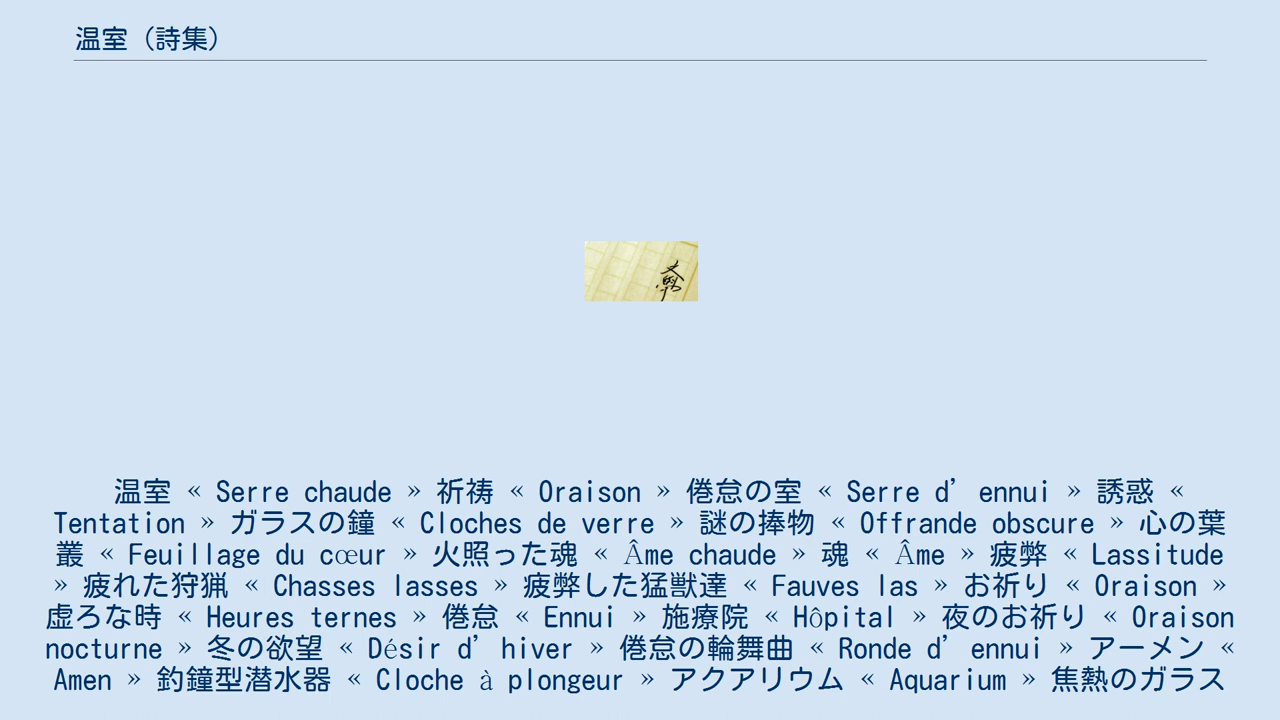 温室（詩集）
温室 « Serre chaude » 祈祷 « Oraison » 倦怠の室 « Serre d’ennui » 誘惑 «
Tentation » ガラスの鐘 « Cloches de verre » 謎の捧物 « Offrande obscure » 心の葉
叢 « Feuillage du cœur » 火照った魂 « Âme chaude » 魂 « Âme » 疲弊 « Lassitude
» 疲れた狩猟 « Chasses lasses » 疲弊した猛獣達 « Fauves las » お祈り « Oraison »
虚ろな時 « Heures ternes » 倦怠 « Ennui » 施療院 « Hôpital » 夜のお祈り « Oraison
nocturne » 冬の欲望 « Désir d’hiver » 倦怠の輪舞曲 « Ronde d’ennui » アーメン «
Amen » 釣鐘型潜水器 « Cloche à plongeur » アクアリウム « Aquarium » 焦熱のガラス